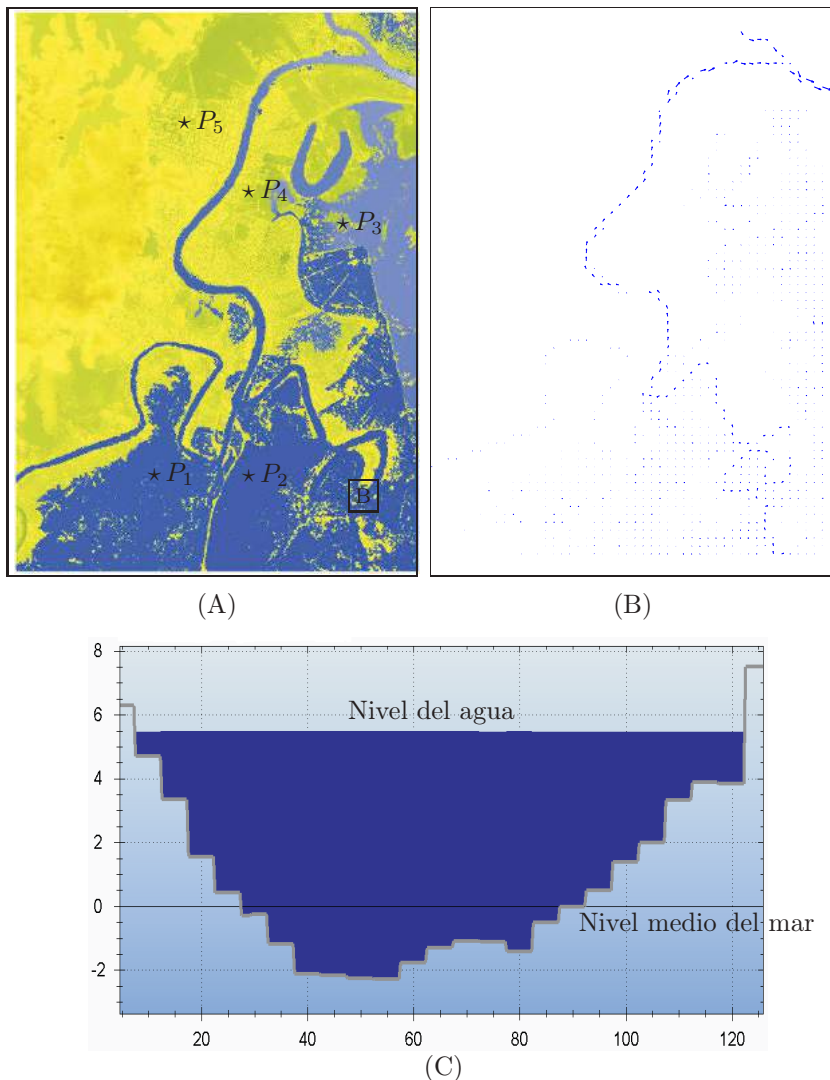 ⋆ P₅
⋆ P₄
⋆ P₃
⋆ P₁
⋆ P₂
B
(A)
(B)
8
6
4
2
0
-2
Nivel del agua
Nivel medio del mar
20
40
60
80
100
120
(C)